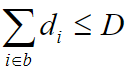 ∑_{i∈b} d_i ≤ D